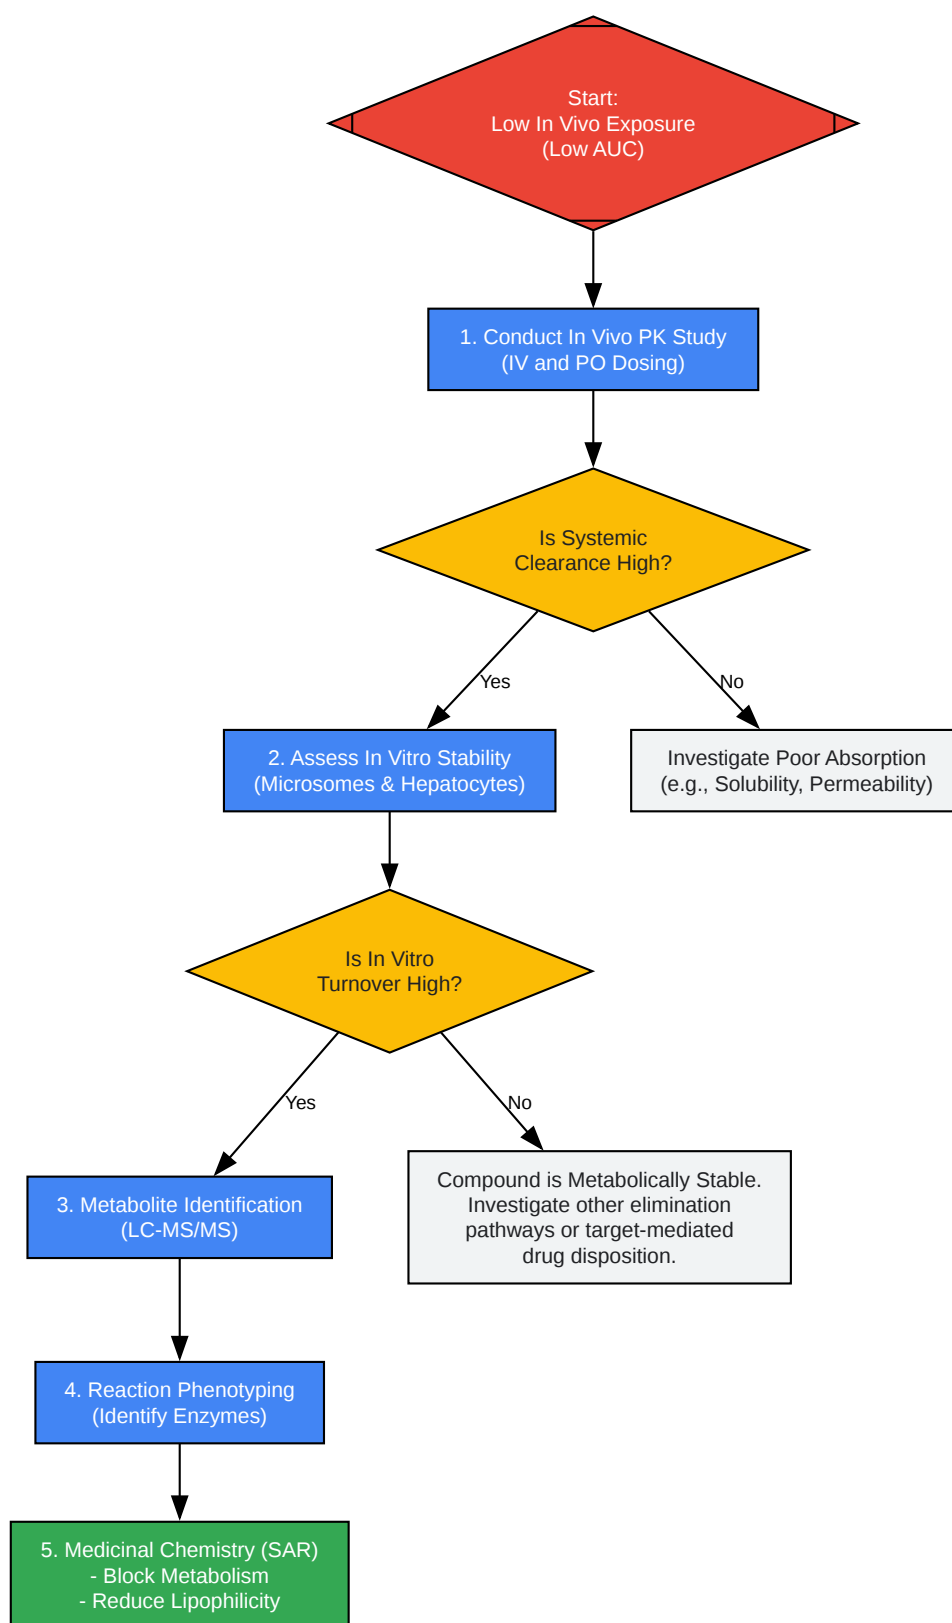 Start:
Low In Vivo Exposure
(Low AUC)
1. Conduct In Vivo PK Study
(IV and PO Dosing)
Is Systemic
Clearance High?
Yes
No
2. Assess In Vitro Stability
(Microsomes & Hepatocytes)
Investigate Poor Absorption
(e.g., Solubility, Permeability)
Is In Vitro
Turnover High?
Yes
No
3. Metabolite Identification
(LC-MS/MS)
Compound is Metabolically Stable.
Investigate other elimination
pathways or target-mediated
drug disposition.
4. Reaction Phenotyping
(Identify Enzymes)
5. Medicinal Chemistry (SAR)
- Block Metabolism
- Reduce Lipophilicity